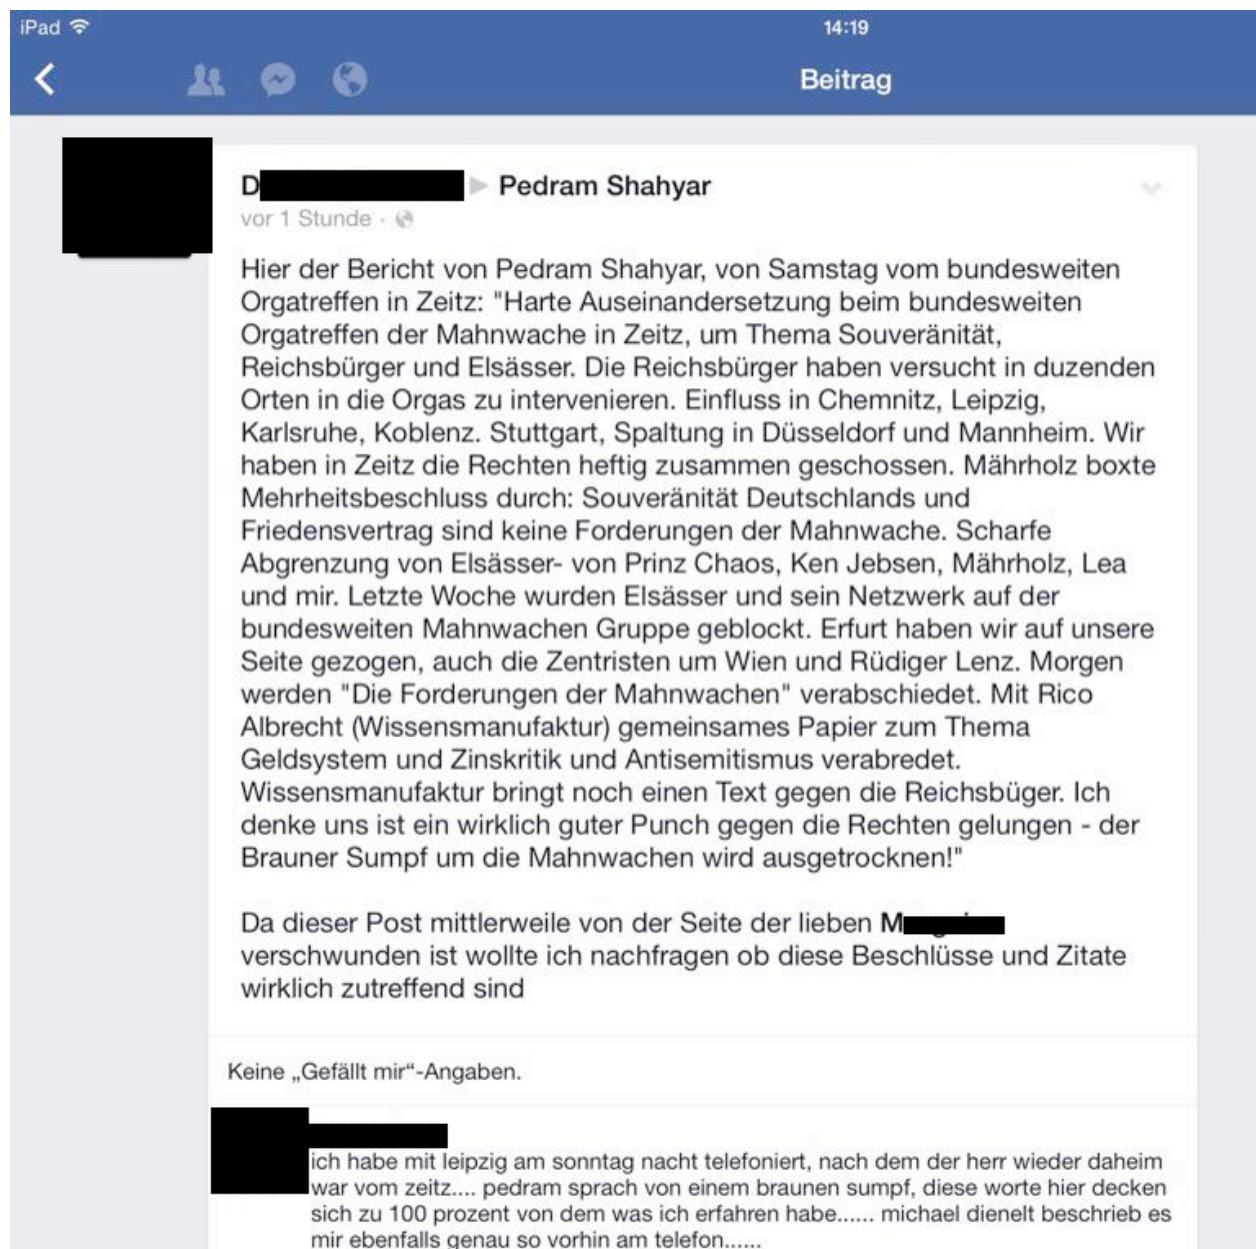 iPad 14:19
Beitrag
D Pedram Shahyar
vor 1 Stunde ·
Hier der Bericht von Pedram Shahyar, von Samstag vom bundesweiten
Orgatreffen in Zeitz: "Harte Auseinandersetzung beim bundesweiten
Orgatreffen der Mahnwache in Zeitz, um Thema Souveränität,
Reichsbürger und Elsässer. Die Reichsbürger haben versucht in duzenden
Orten in die Orgas zu intervenieren. Einfluss in Chemnitz, Leipzig,
Karlsruhe, Koblenz. Stuttgart, Spaltung in Düsseldorf und Mannheim. Wir
haben in Zeitz die Rechten heftig zusammen geschossen. Mährholz boxte
Mehrheitsbeschluss durch: Souveränität Deutschlands und
Friedensvertrag sind keine Forderungen der Mahnwache. Scharfe
Abgrenzung von Elsässer- von Prinz Chaos, Ken Jebsen, Mährholz, Lea
und mir. Letzte Woche wurden Elsässer und sein Netzwerk auf der
bundesweiten Mahnwachen Gruppe geblockt. Erfurt haben wir auf unsere
Seite gezogen, auch die Zentristen um Wien und Rüdiger Lenz. Morgen
werden "Die Forderungen der Mahnwachen" verabschiedet. Mit Rico
Albrecht (Wissensmanufaktur) gemeinsames Papier zum Thema
Geldsystem und Zinskritik und Antisemitismus verabredet.
Wissensmanufaktur bringt noch einen Text gegen die Reichsbüger. Ich
denke uns ist ein wirklich guter Punch gegen die Rechten gelungen - der
Brauner Sumpf um die Mahnwachen wird ausgetrocknen!"
Da dieser Post mittlerweile von der Seite der lieben M
verschwunden ist wollte ich nachfragen ob diese Beschlüsse und Zitate
wirklich zutreffend sind
Keine „Gefällt mir“-Angaben.
ich habe mit leipzig am sonntag nacht telefoniert, nach dem der herr wieder daheim
war vom zeitz.... pedram sprach von einem braunen sumpf, diese worte hier decken
sich zu 100 prozent von dem was ich erfahren habe...... michael dienelt beschrieb es
mir ebenfalls genau so vorhin am telefon......